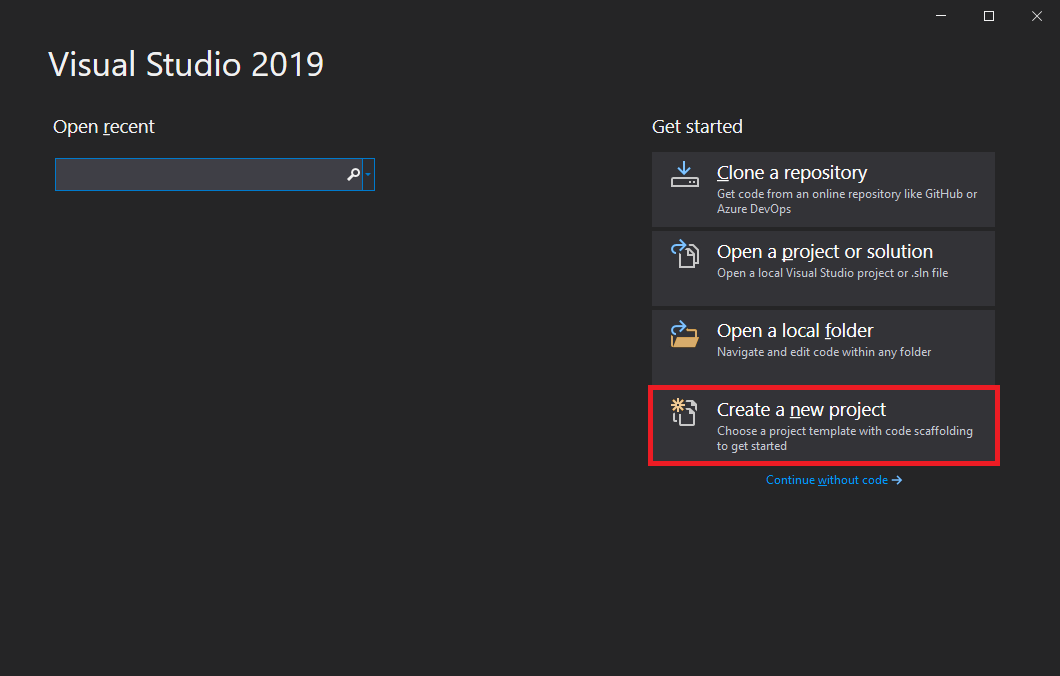 Visual Studio 2019
Open recent
Get started
Clone a repository
Get code from an online repository like GitHub or
Azure DevOps
Open a project or solution
Open a local Visual Studio project or .sln file
Open a local folder
Navigate and edit code within any folder
Create a new project
Choose a project template with code scaffolding
to get started
Continue without code →